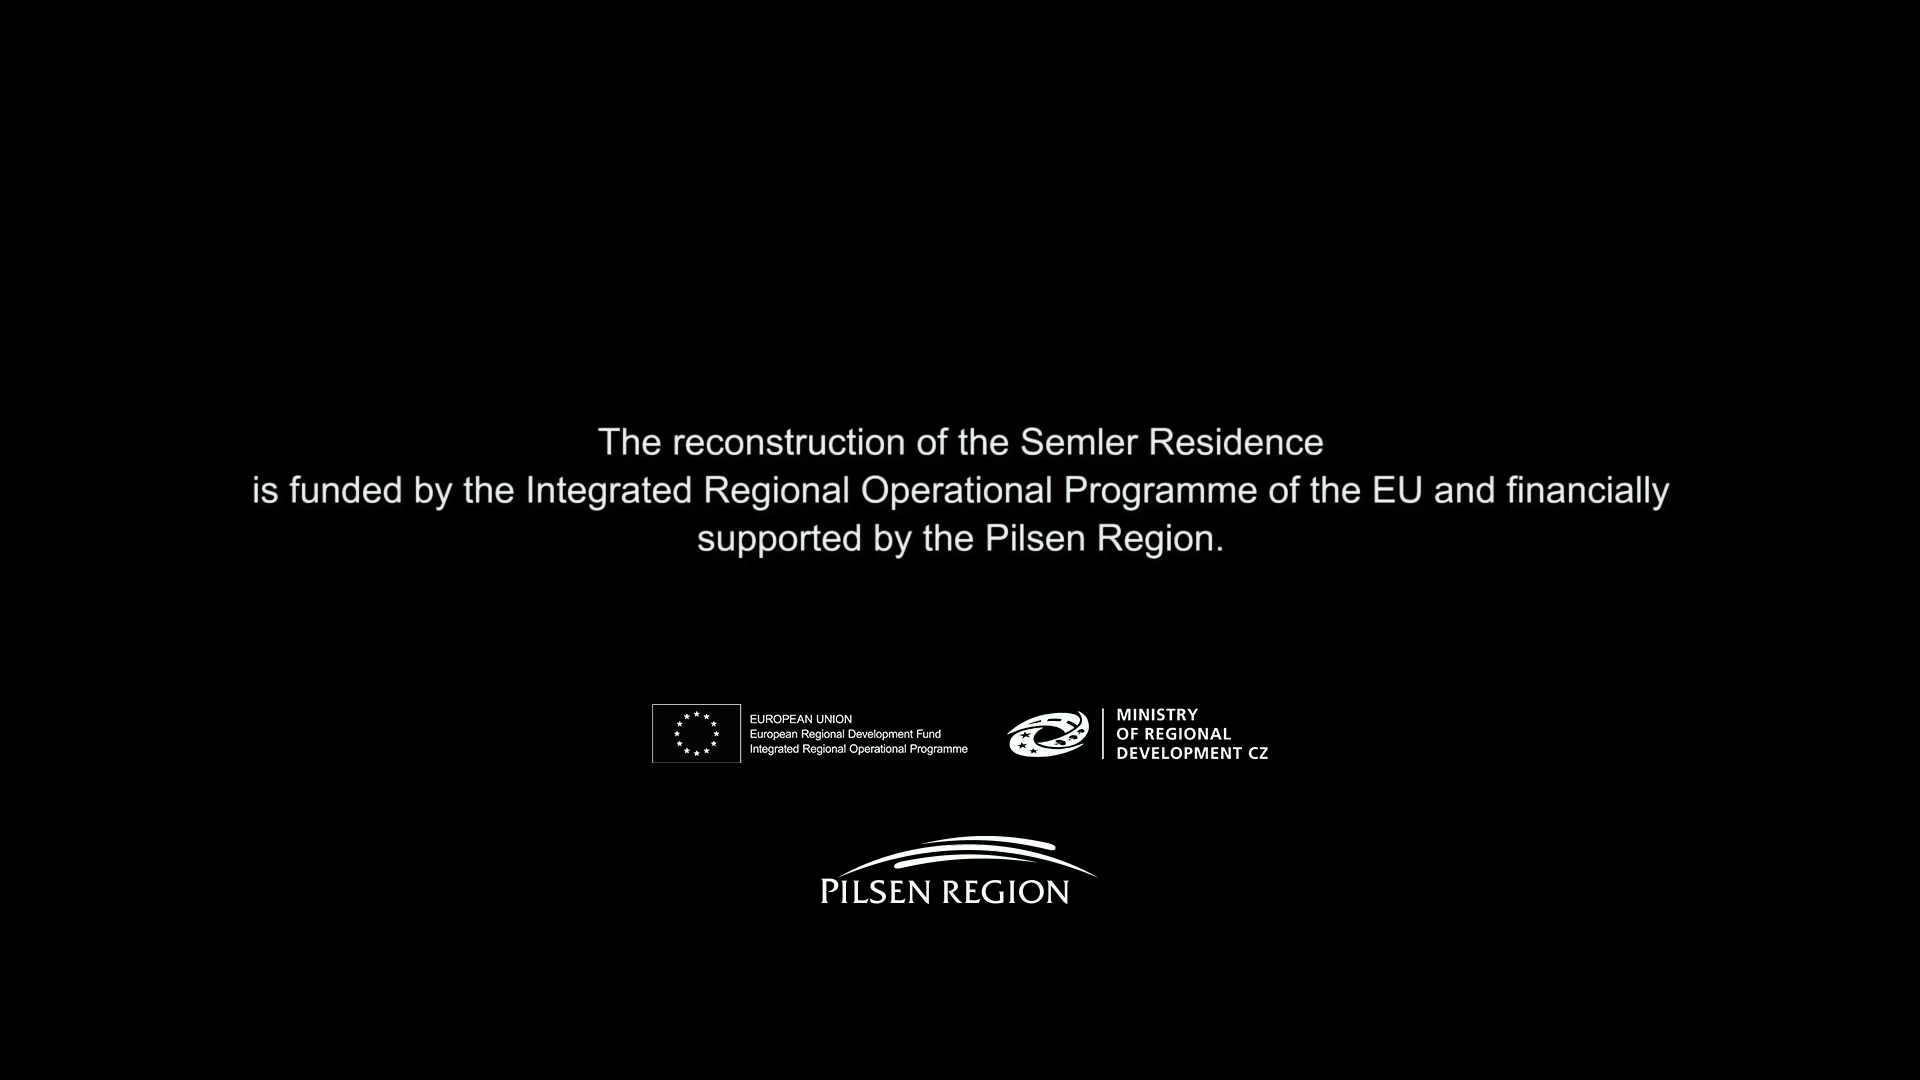 The reconstruction of the Semler Residence
is funded by the Integrated Regional Operational Programme of the EU and financially
supported by the Pilsen Region.
EUROPEAN UNION
European Regional Development Fund
Integrated Regional Operational Programme
MINISTRY
OF REGIONAL
DEVELOPMENT CZ
PILSEN REGION